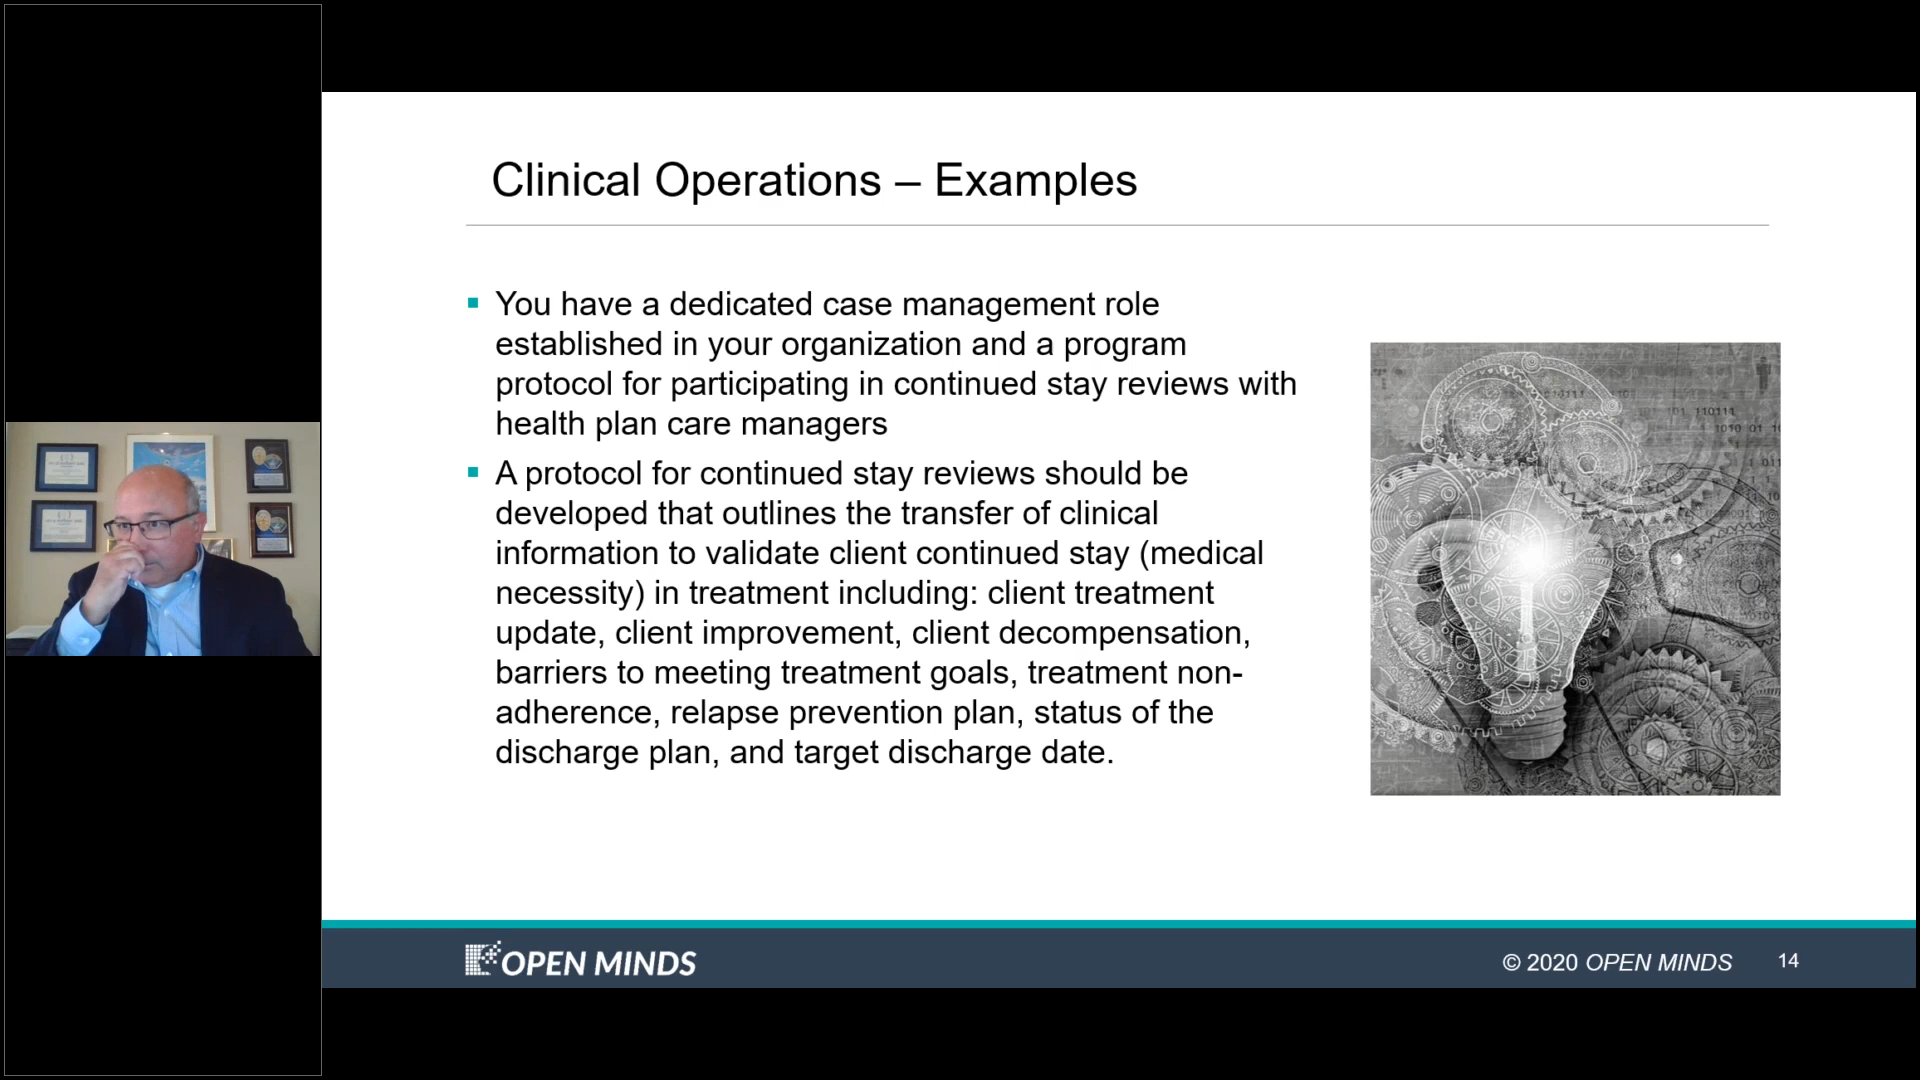 Clinical Operations – Examples
You have a dedicated case management role
established in your organization and a program
protocol for participating in continued stay reviews with
health plan care managers
A protocol for continued stay reviews should be
developed that outlines the transfer of clinical
information to validate client continued stay (medical
necessity) in treatment including: client treatment
update, client improvement, client decompensation,
barriers to meeting treatment goals, treatment non-
adherence, relapse prevention plan, status of the
discharge plan, and target discharge date.
OPEN MINDS
© 2020 OPEN MINDS
14